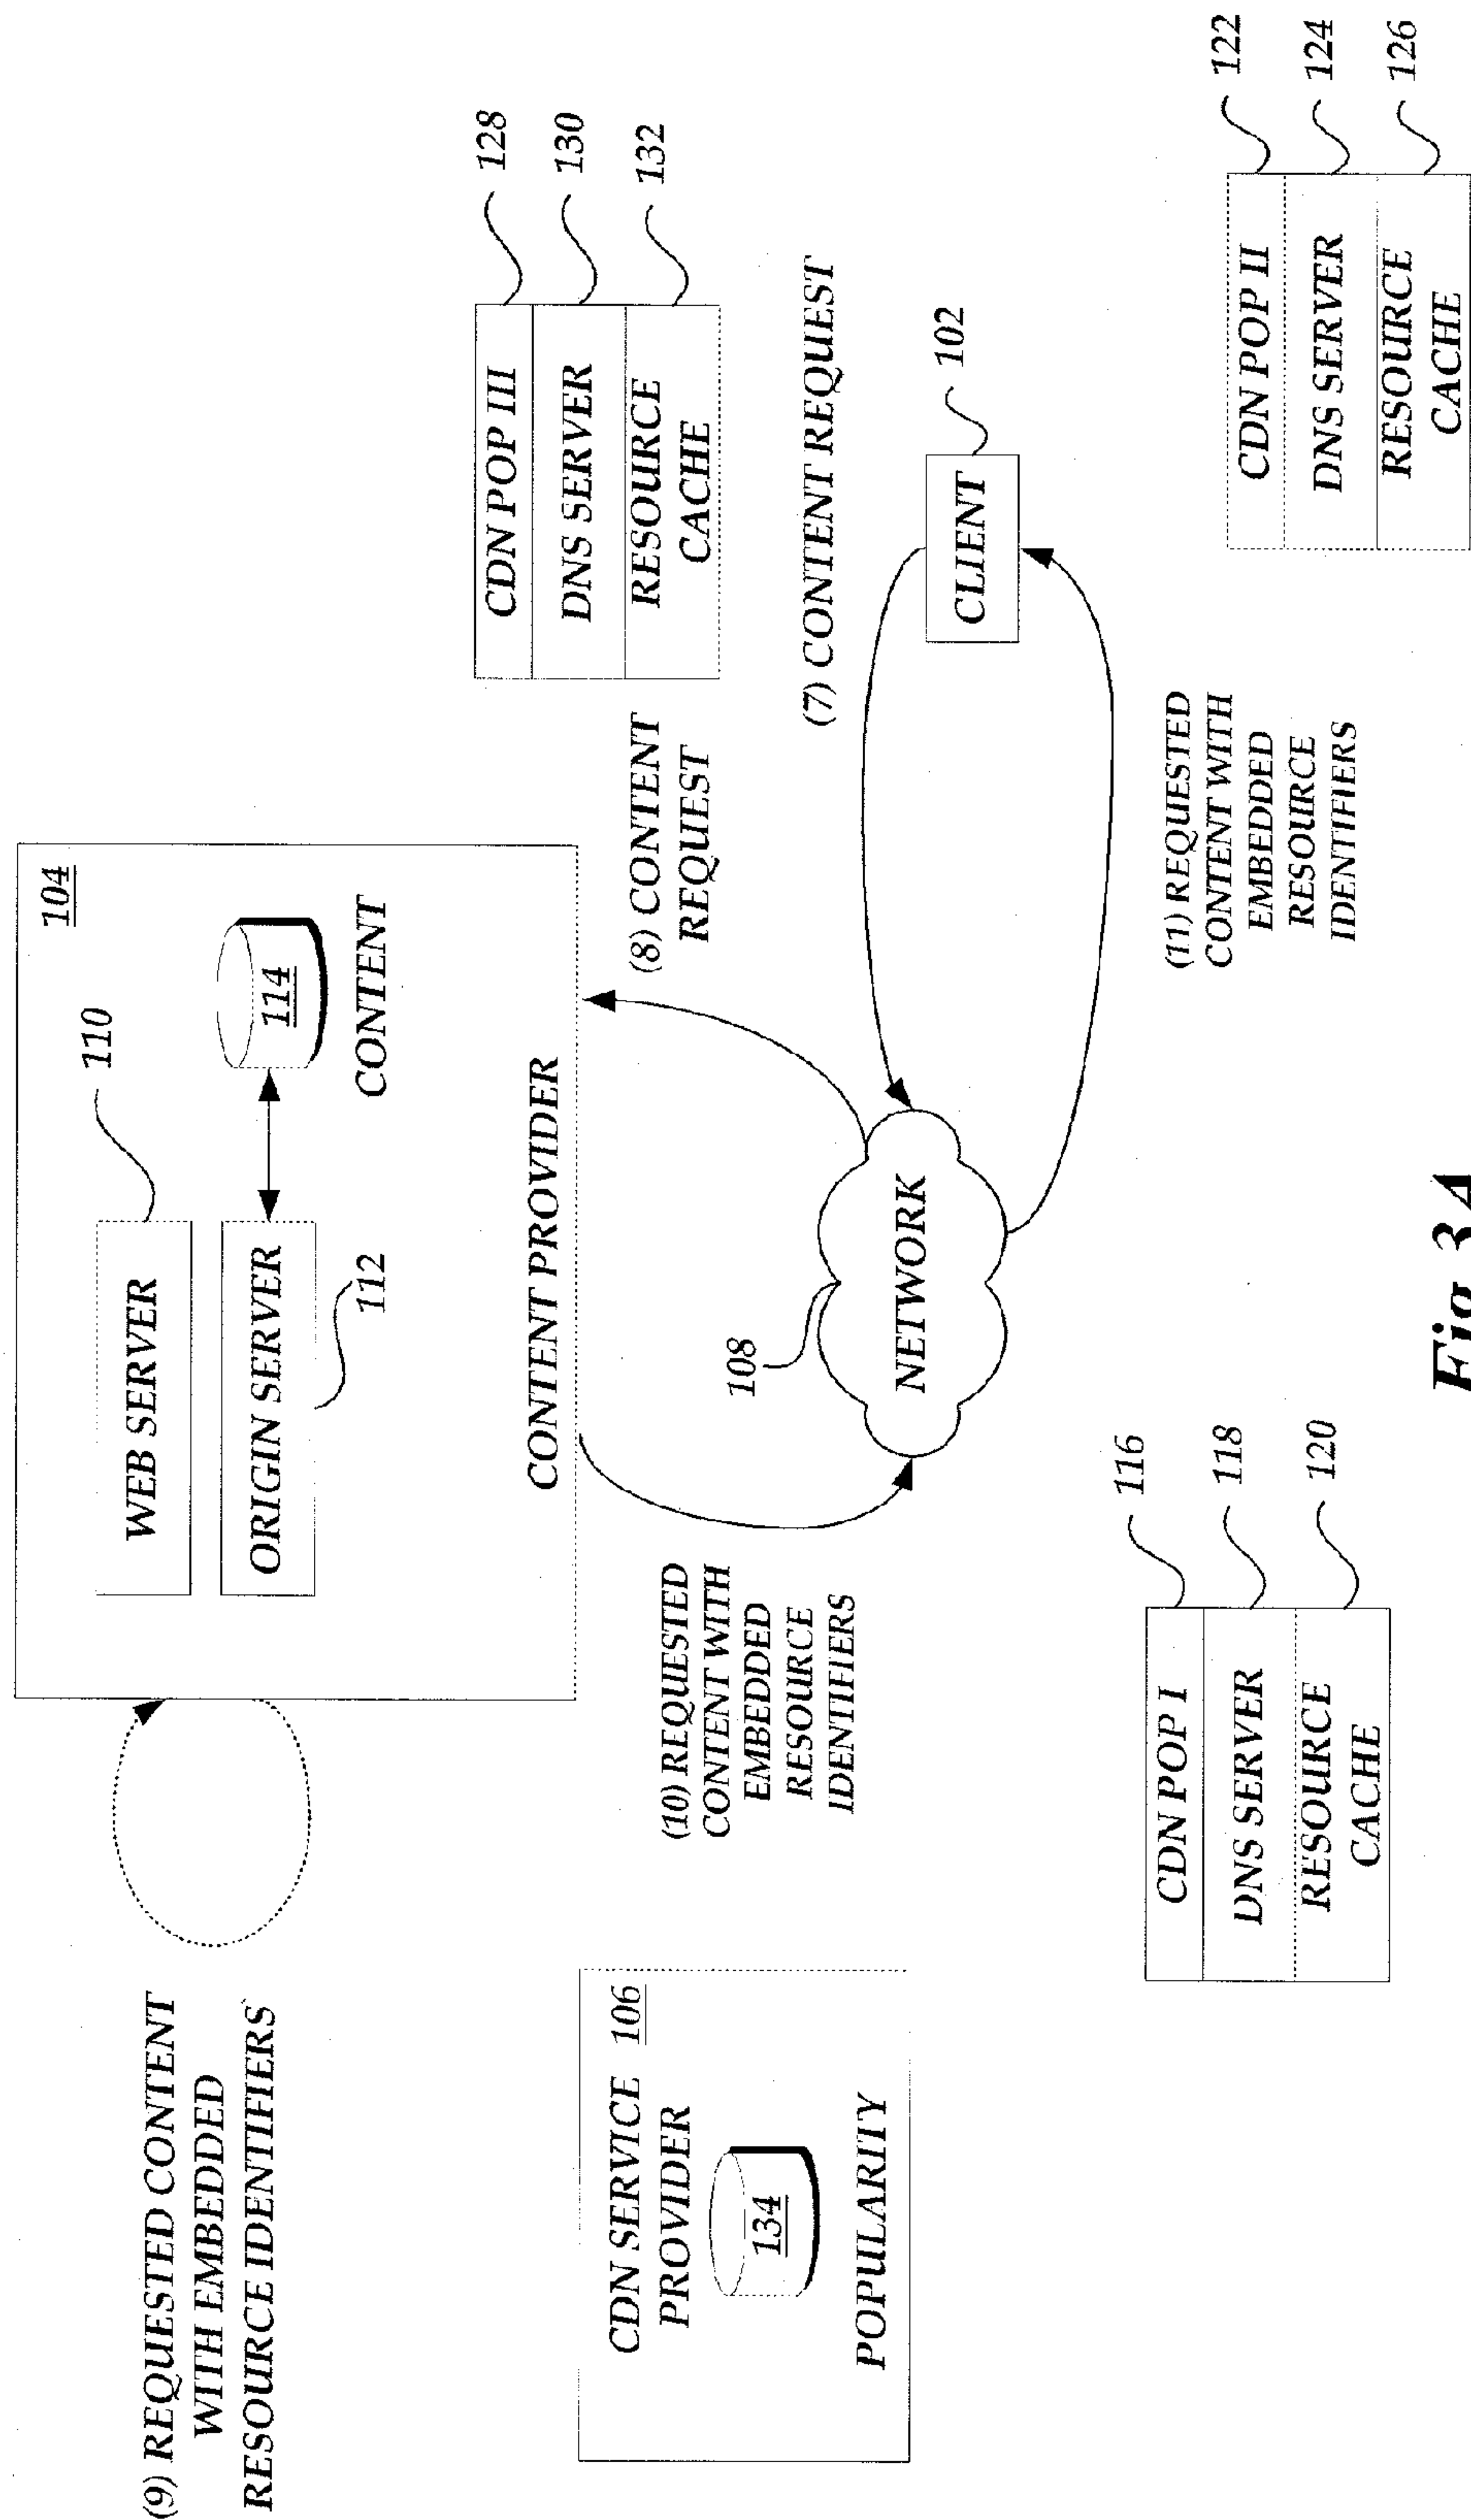 (9) REQUESTED CONTENT
WITH EMBEDDED
RESOURCE IDENTIFIERS
104
WEB SERVER
110
ORIGIN SERVER
112
114
CONTENT
CONTENT PROVIDER
CDN SERVICE 106
PROVIDER
134
POPULARITY
(10) REQUESTED
CONTENT WITH
EMBEDDED
RESOURCE
IDENTIFIERS
(8) CONTENT
REQUEST
CDN POP III
DNS SERVER
RESOURCE
CACHE
128
130
132
108
NETWORK
(7) CONTENT REQUEST
CLIENT
102
(11) REQUESTED
CONTENT WITH
EMBEDDED
RESOURCE
IDENTIFIERS
CDN POP I
DNS SERVER
RESOURCE
CACHE
116
118
120
CDN POP II
DNS SERVER
RESOURCE
CACHE
122
124
126
Fig.3A